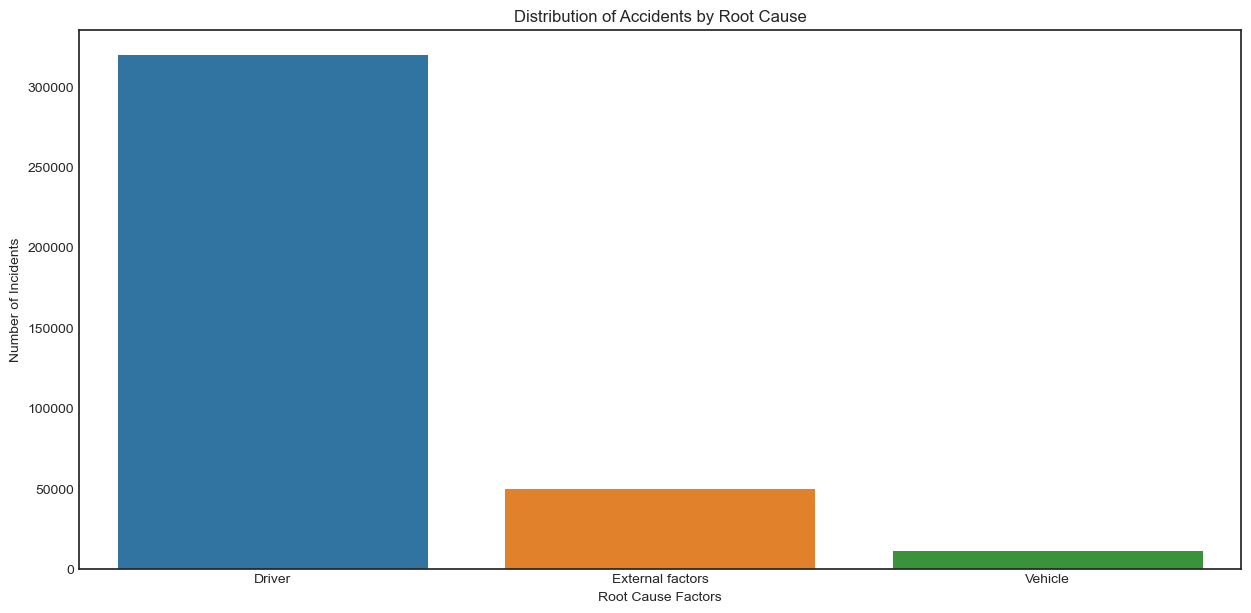 Distribution of Accidents by Root Cause
Number of Incidents
300000
250000
200000
150000
100000
50000
0
Driver
External factors
Vehicle
Root Cause Factors